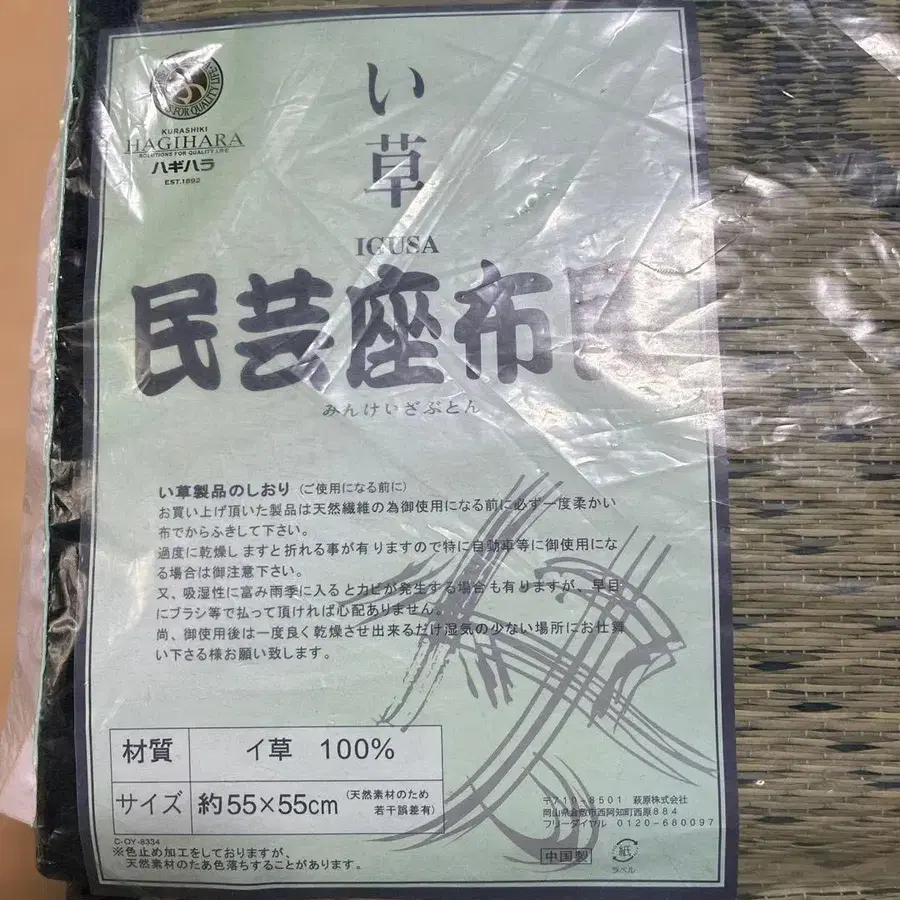 FOR QUALITY LIFE
KURASHIKI
HAGIHARA
SOLUTIONS FOR QUALITY LIFE
ハギハラ
EST.1892
い草
IGUSA
民芸座布団
みんけいざぶとん
い草製品のしおり（ご使用になる前に）
お買い上げ頂いた製品は天然繊維の為御使用になる前に必ず一度柔かい
布でからふきして下さい。
過度に乾燥しますと折れる事が有りますので特に自動車等に御使用にな
る場合は御注意下さい。
又、吸湿性に富み雨季に入るとカビが発生する場合も有りますが、早目
にブラシ等で払って頂ければ心配ありません。
尚、御使用後は一度良く乾燥させ出来るだけ湿気の少ない場所にお仕舞
い下さる様お願い致します。
材質 イ草 100%
サイズ 約55×55cm （天然素材のため
若干誤差有）
C-OY-8334
※色止め加工をしておりますが、
天然素材のため色落ちすることがあります。
〒710-8501 萩原株式会社
岡山県倉敷市西阿知町西原884
フリーダイヤル 0120-680097
中国製
紙
ラベル